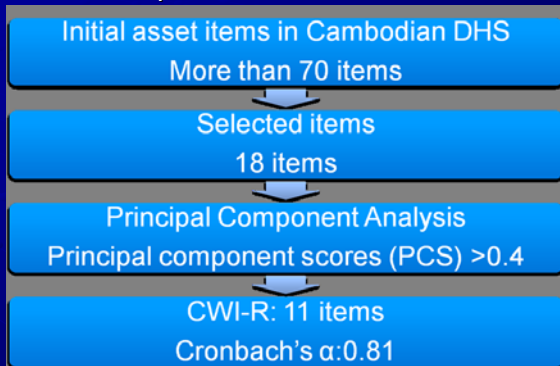 Initial asset items in Cambodian DHS
More than 70 items
Selected items
18 items
Principal Component Analysis
Principal component scores (PCS) >0.4
CWI-R: 11 items
Cronbach's α:0.81